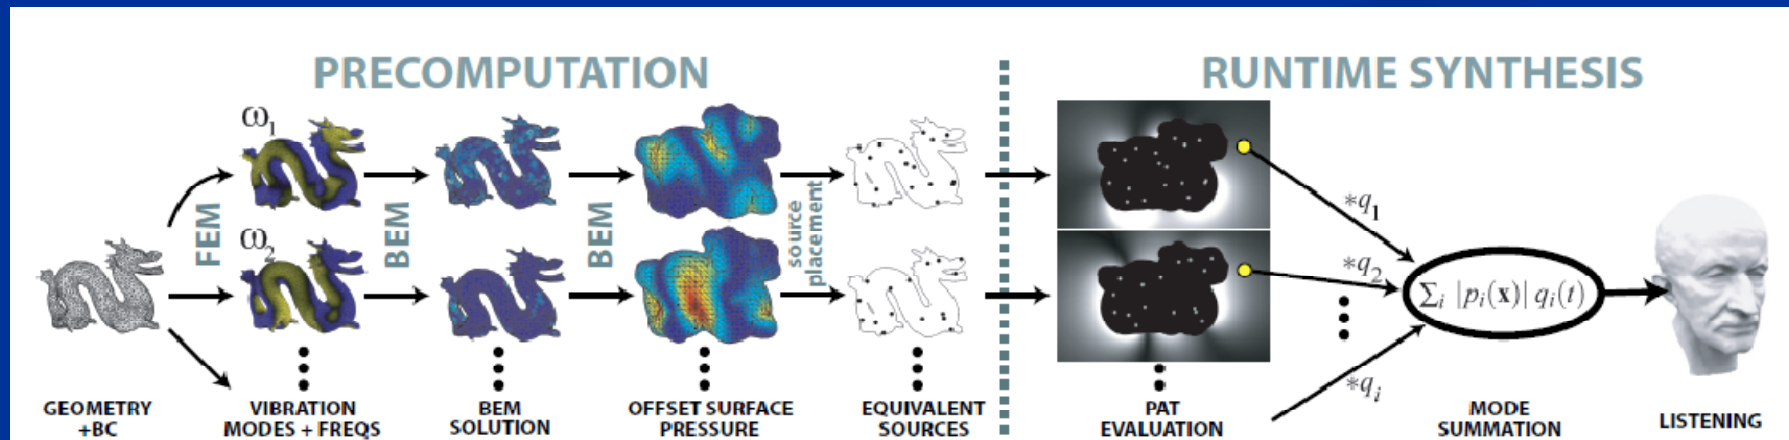 PRECOMPUTATION
RUNTIME SYNTHESIS
ω1
ω2
FEM
BEM
BEM
source
placement
*q1
*q2
*qi
∑i |pi(x)| qi(t)
GEOMETRY
+BC
VIBRATION
MODES + FREQS
BEM
SOLUTION
OFFSET SURFACE
PRESSURE
EQUIVALENT
SOURCES
PAT
EVALUATION
MODE
SUMMATION
LISTENING